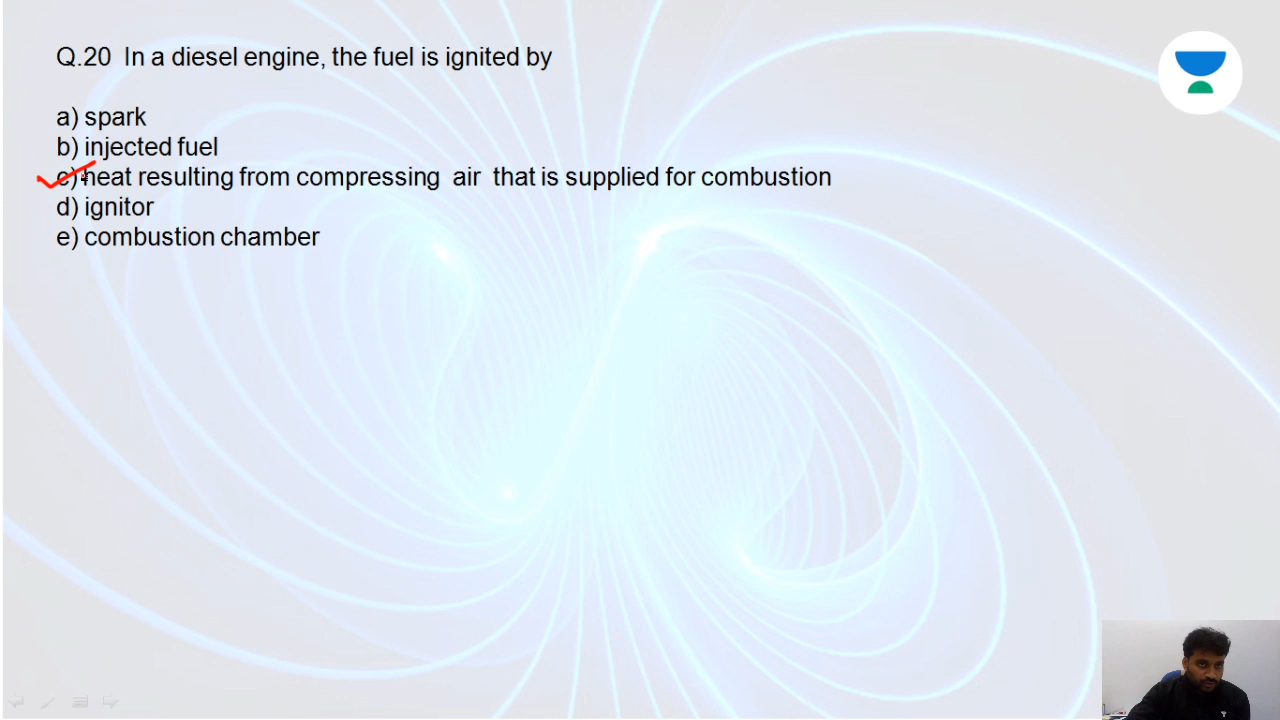 Q.20 In a diesel engine, the fuel is ignited by
a) spark
b) injected fuel
c) heat resulting from compressing air that is supplied for combustion
d) ignitor
e) combustion chamber